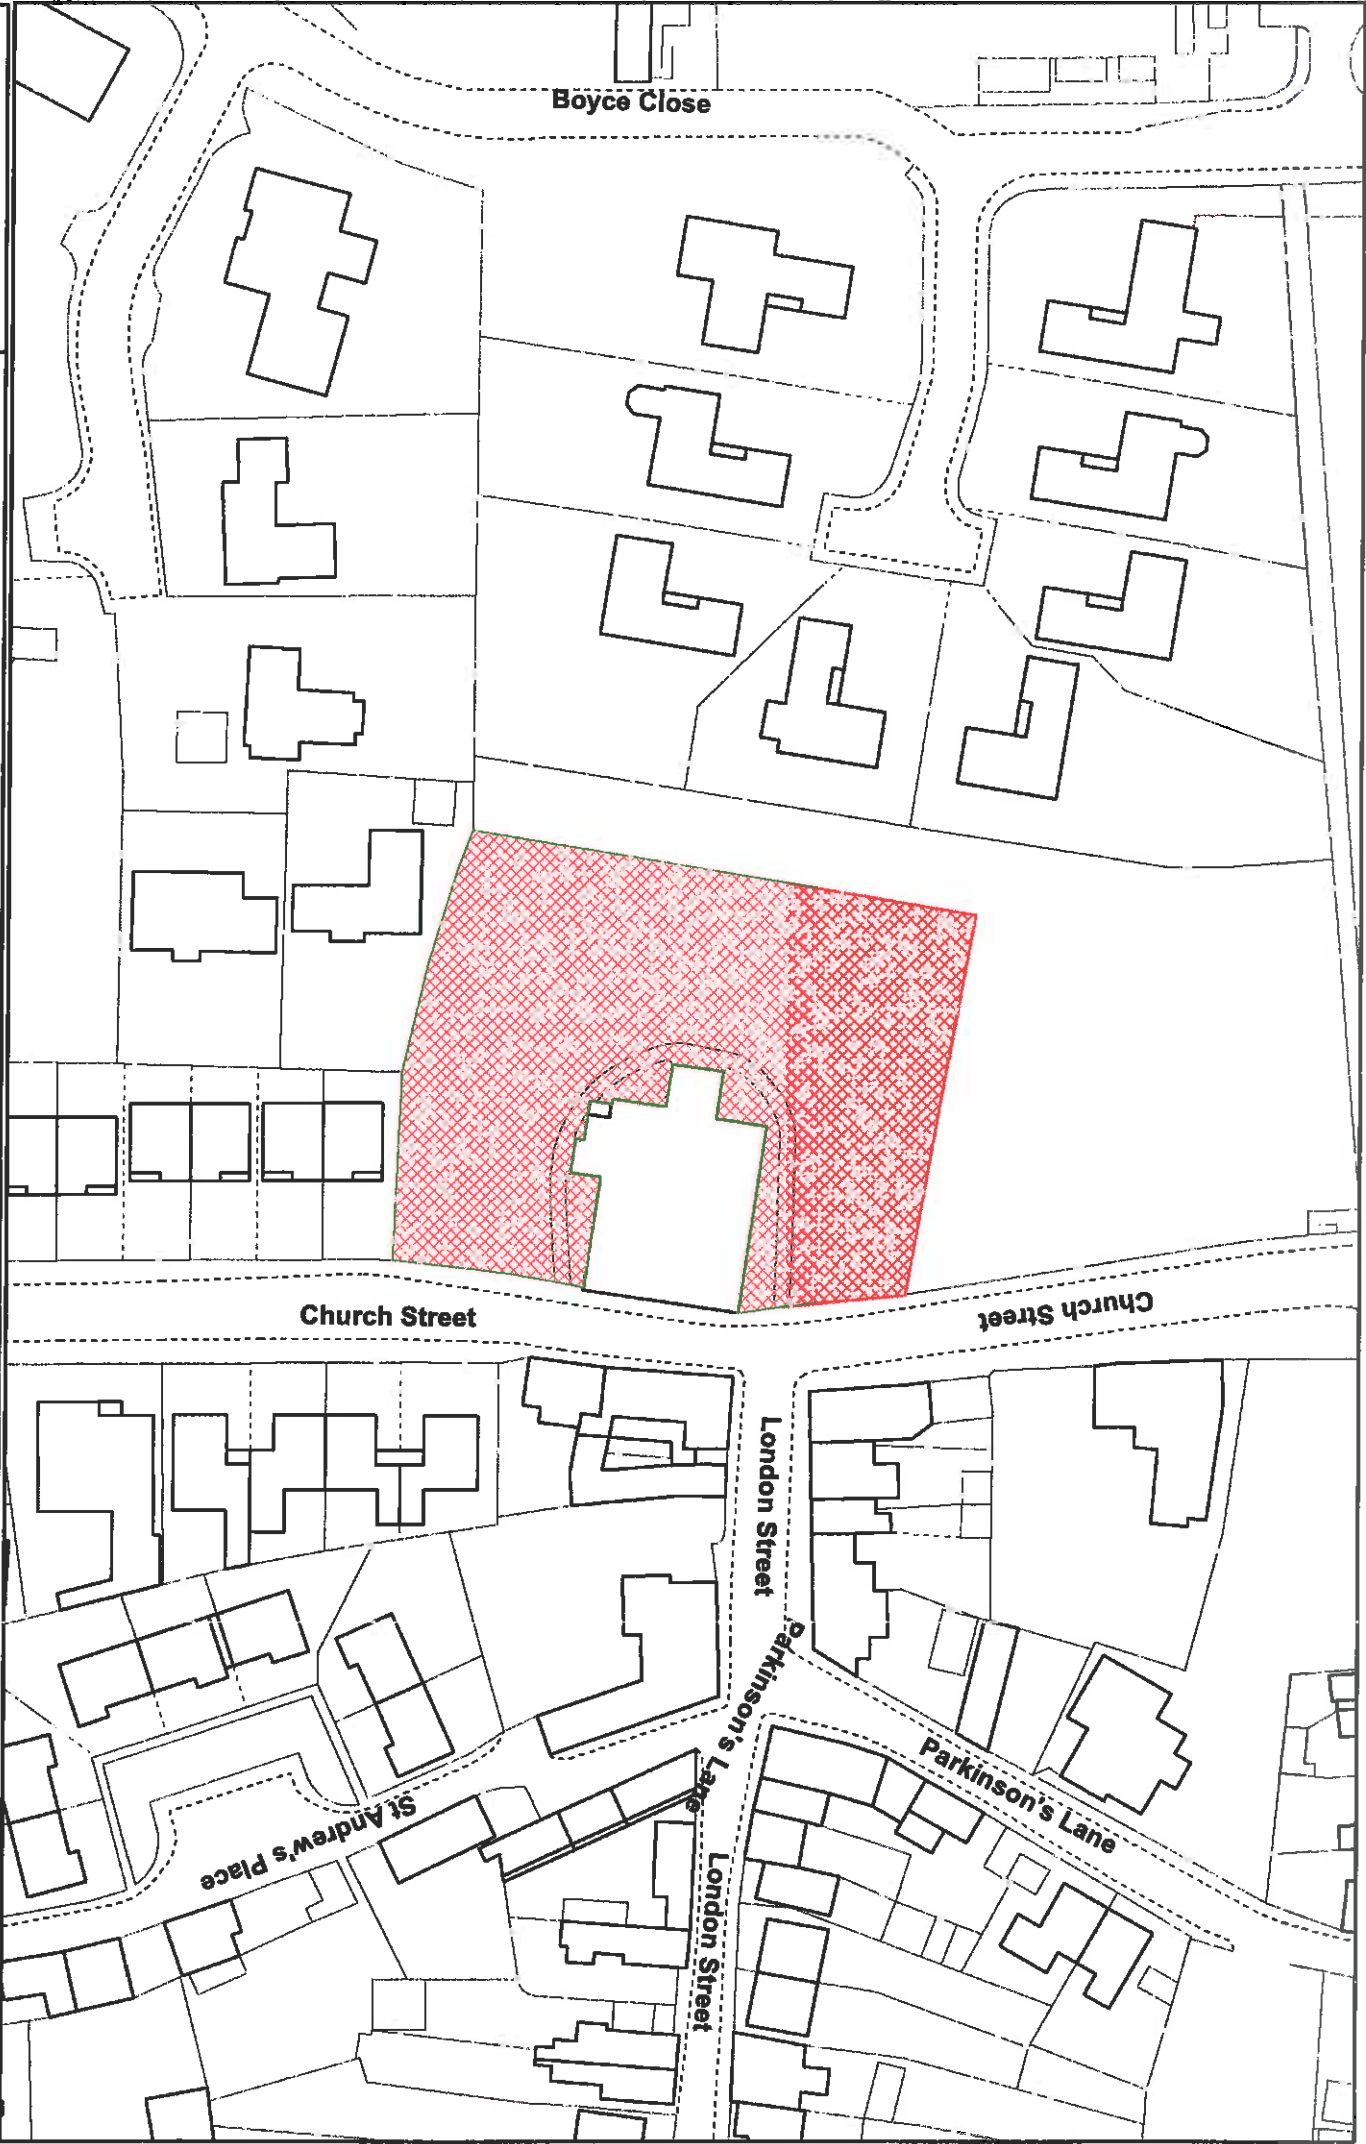 Boyce Close
Church Street
Church Street
London Street
Parkinson's Lane
Parkinson's Lane
St Andrew's Place
London Street